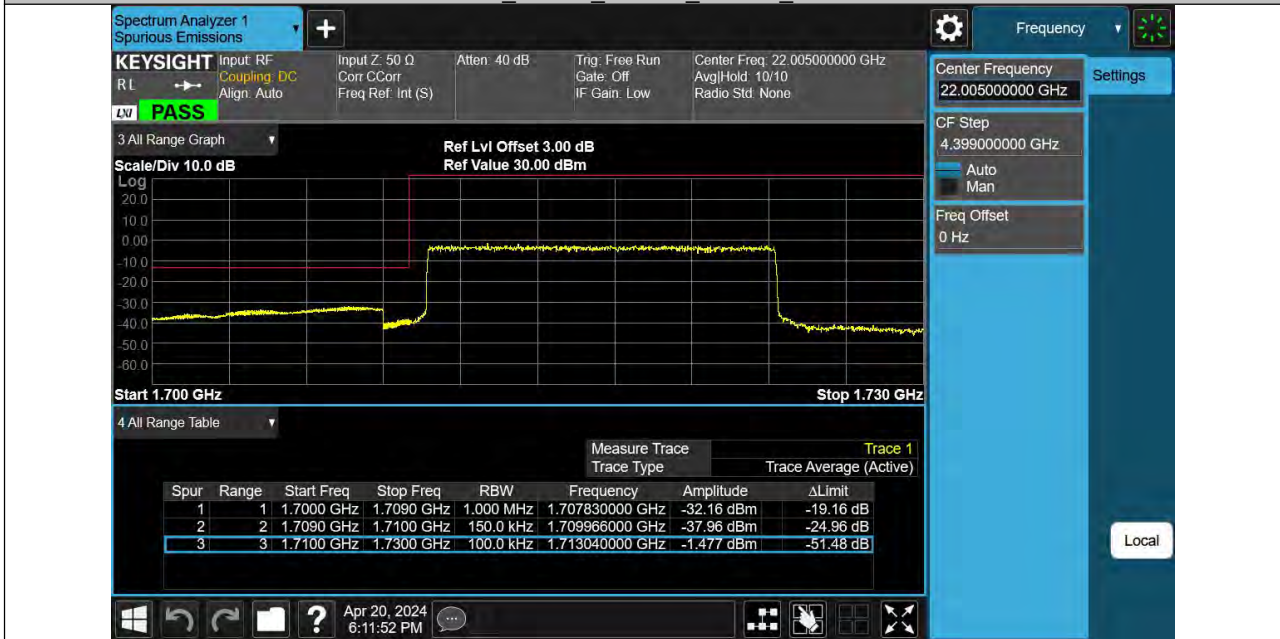 Spectrum Analyzer 1
Spurious Emissions
Frequency
KEYSIGHT
R L
LXI PASS
Input: RF
Coupling: DC
Align: Auto
Input Z: 50 Ω
Corr CCorr
Freq Ref: Int (S)
Atten: 40 dB
Trig: Free Run
Gate: Off
IF Gain: Low
Center Freq: 22.005000000 GHz
Avg|Hold: 10/10
Radio Std: None
Center Frequency
22.005000000 GHz
Settings
CF Step
4.399000000 GHz
Auto
Man
Freq Offset
0 Hz
Local
3 All Range Graph
Scale/Div 10.0 dB
Ref Lvl Offset 3.00 dB
Ref Value 30.00 dBm
Log
20.0
10.0
0.00
-10.0
-20.0
-30.0
-40.0
-50.0
-60.0
Start 1.700 GHz Stop 1.730 GHz
4 All Range Table
Measure Trace Trace 1
Trace Type Trace Average (Active)
Spur Range Start Freq Stop Freq RBW Frequency Amplitude ΔLimit
1 1 1.7000 GHz 1.7090 GHz 1.000 MHz 1.707830000 GHz -32.16 dBm -19.16 dB
2 2 1.7090 GHz 1.7100 GHz 150.0 kHz 1.709966000 GHz -37.96 dBm -24.96 dB
3 3 1.7100 GHz 1.7300 GHz 100.0 kHz 1.713040000 GHz -1.477 dBm -51.48 dB
Apr 20, 2024
6:11:52 PM